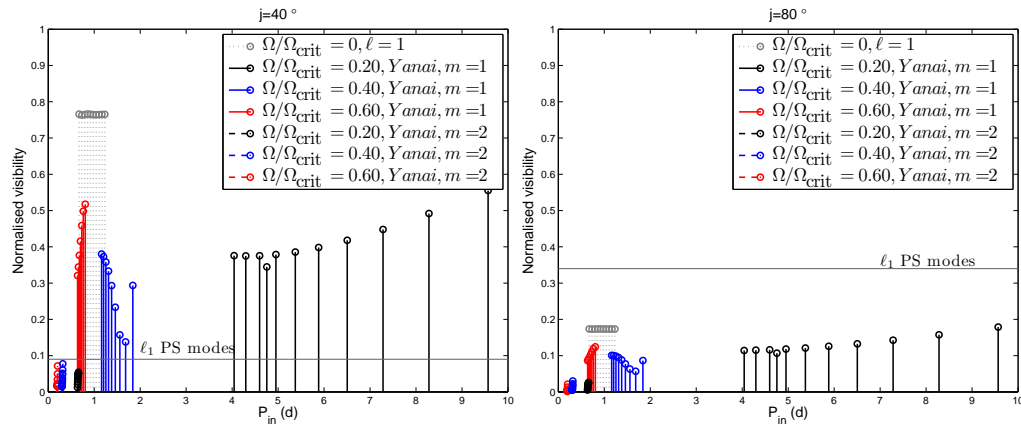 j=40 °
Normalised visibility
1
0.9
0.8
0.7
0.6
0.5
0.4
0.3
0.2
0.1
0
Ω/Ω_crit = 0, ℓ = 1
Ω/Ω_crit = 0.20, Yanai, m=1
Ω/Ω_crit = 0.40, Yanai, m=1
Ω/Ω_crit = 0.60, Yanai, m=1
Ω/Ω_crit = 0.20, Yanai, m=2
Ω/Ω_crit = 0.40, Yanai, m=2
Ω/Ω_crit = 0.60, Yanai, m=2
ℓ₁ PS modes
0 1 2 3 4 5 6 7 8 9 10
P_in (d)
j=80 °
Normalised visibility
1
0.9
0.8
0.7
0.6
0.5
0.4
0.3
0.2
0.1
0
Ω/Ω_crit = 0, ℓ = 1
Ω/Ω_crit = 0.20, Yanai, m=1
Ω/Ω_crit = 0.40, Yanai, m=1
Ω/Ω_crit = 0.60, Yanai, m=1
Ω/Ω_crit = 0.20, Yanai, m=2
Ω/Ω_crit = 0.40, Yanai, m=2
Ω/Ω_crit = 0.60, Yanai, m=2
ℓ₁ PS modes
0 1 2 3 4 5 6 7 8 9 10
P_in (d)